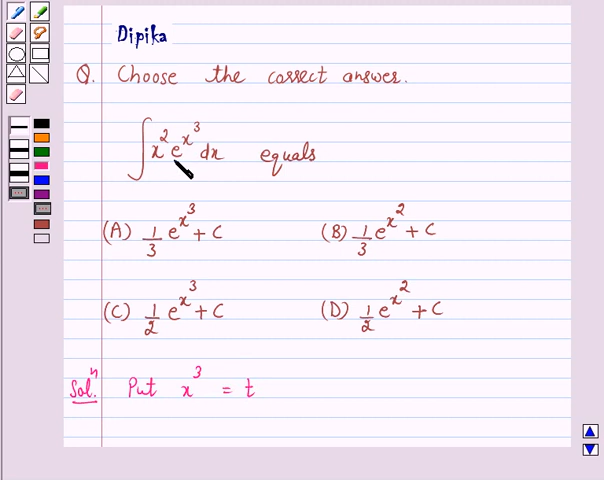 Dipika
Q. Choose the correct answer.
∫x²e^x³ dx equals
(A) 1/3 e^x³ + C (B) 1/3 e^x² + C
(C) 1/2 e^x³ + C (D) 1/2 e^x² + C
Solⁿ. Put x³ = t